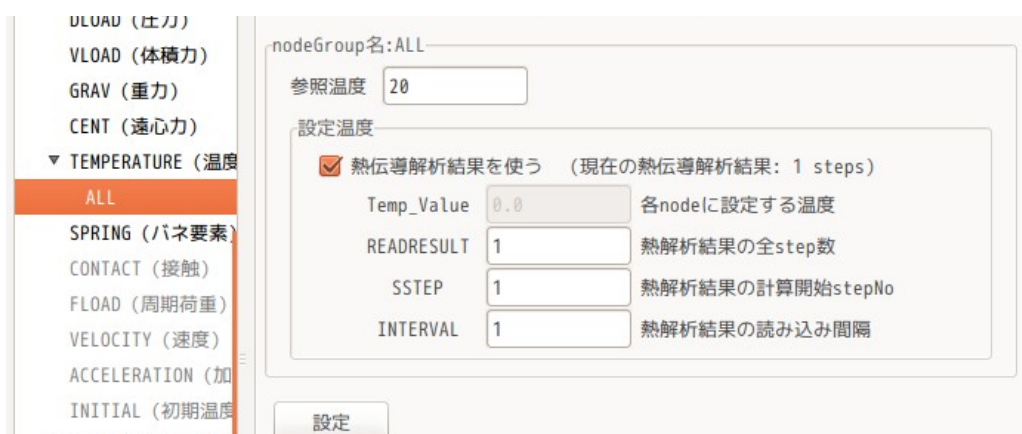 DLOAD (圧力)
VLOAD (体積力)
GRAV (重力)
CENT (遠心力)
▼ TEMPERATURE (温度
ALL
SPRING (バネ要素)
CONTACT (接触)
FLOAD (周期荷重)
VELOCITY (速度)
ACCELERATION (加
INITIAL (初期温度
nodeGroup名:ALL
参照温度 20
設定温度
熱伝導解析結果を使う (現在の熱伝導解析結果: 1 steps)
Temp_Value 0.0 各nodeに設定する温度
READRESULT 1 熱解析結果の全step数
SSTEP 1 熱解析結果の計算開始stepNo
INTERVAL 1 熱解析結果の読み込み間隔
設定